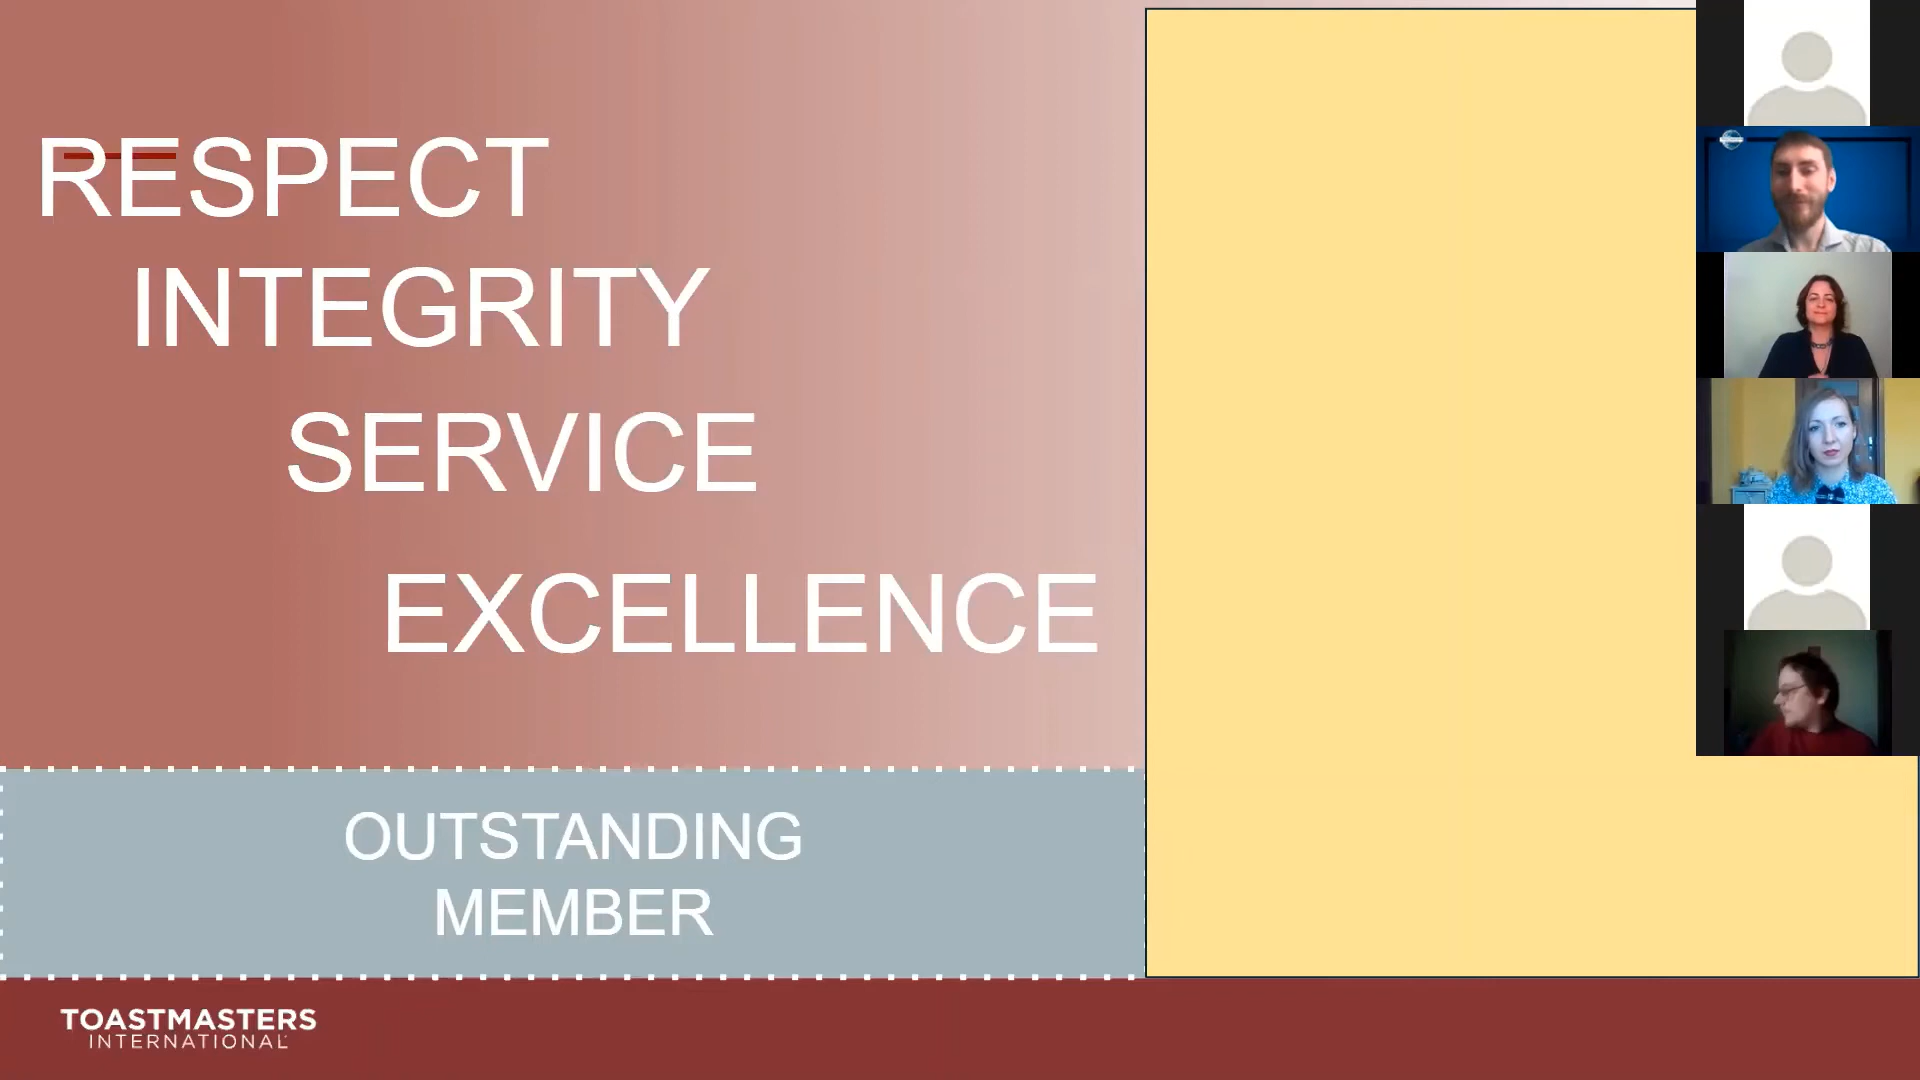 RESPECT
INTEGRITY
SERVICE
EXCELLENCE
OUTSTANDING
MEMBER
TOASTMASTERS
INTERNATIONAL